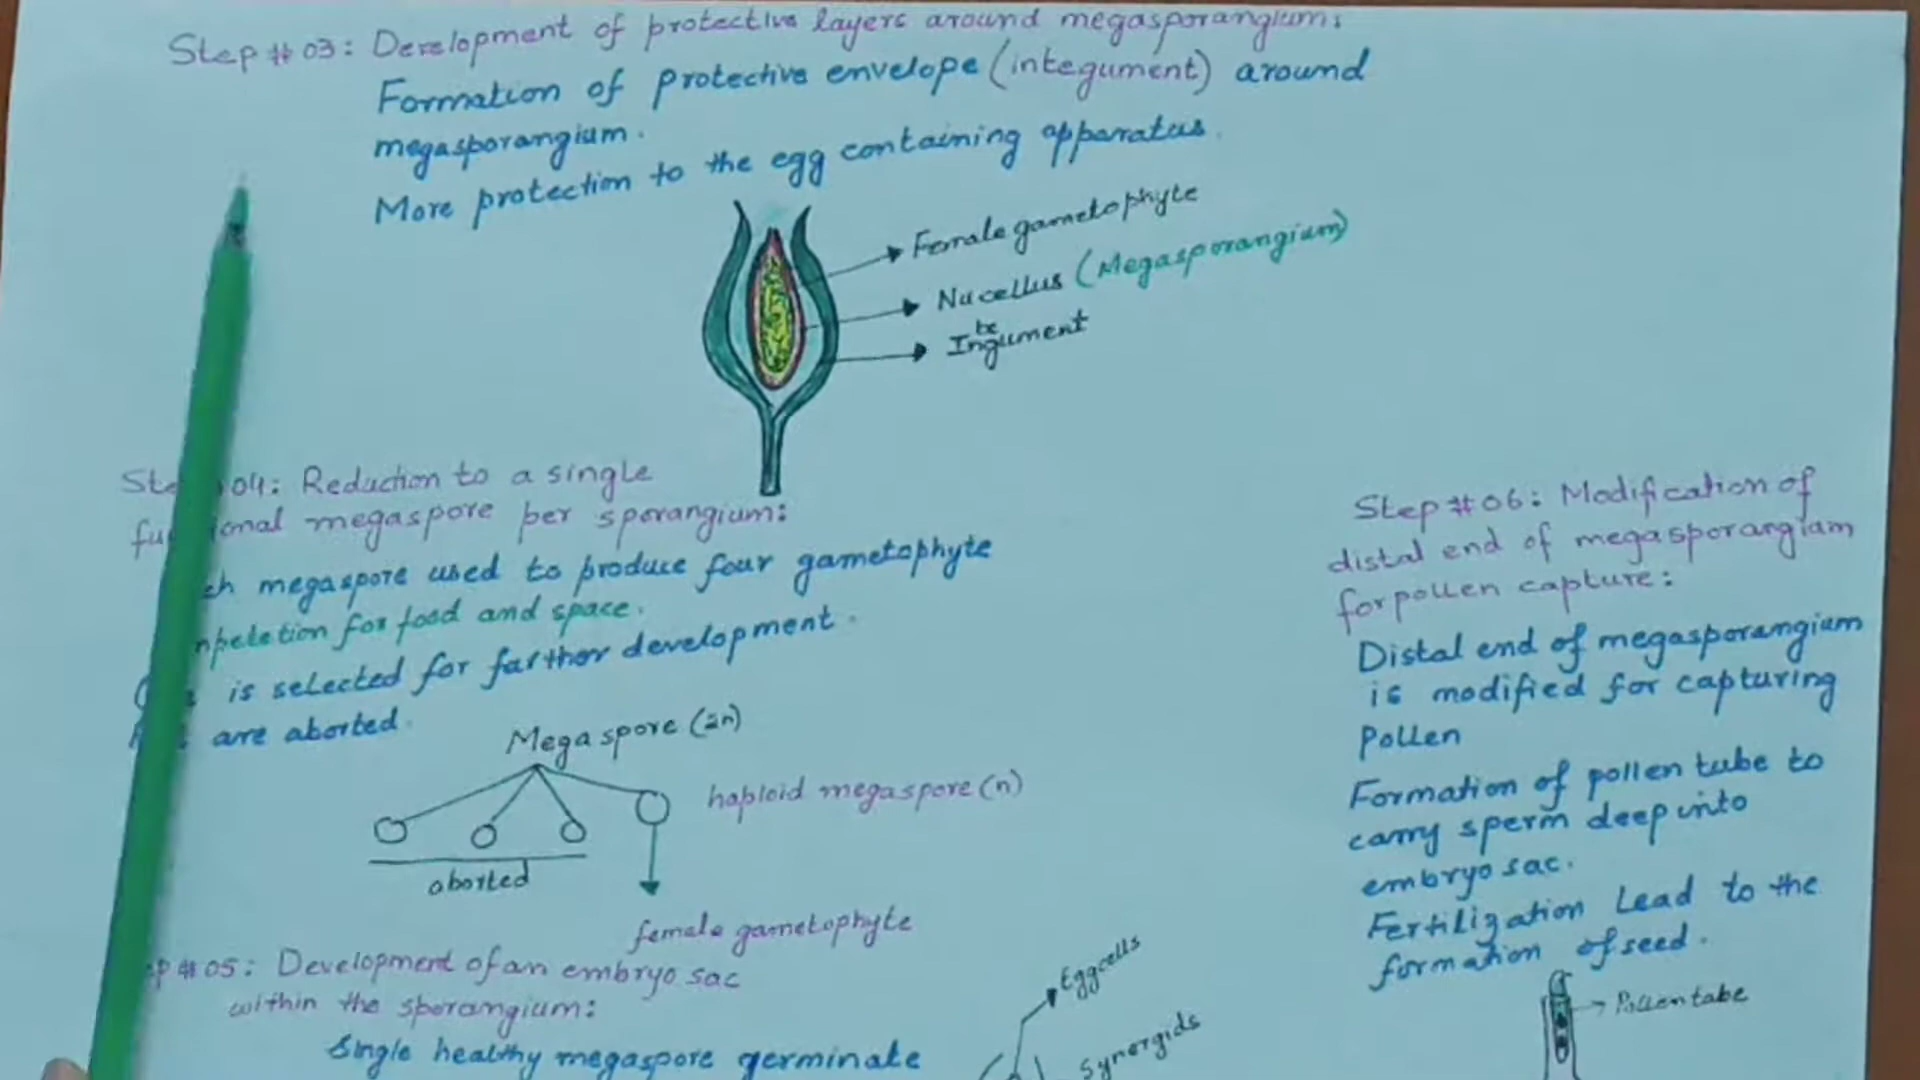 Step # 03: Development of protective layers around megasporangium:
Formation of protective envelope (integument) around
megasporangium.
More protection to the egg containing apparatus.
Female gametophyte
Nucellus (Megasporangium)
be
Ingument
04: Reduction to a single
megaspore per sporangium:
megaspore used to produce four gametophyte
for food and space.
is selected for farther development.
are aborted.
Megaspore (2n)
haploid megaspore (n)
aborted
female gametophyte
# 05: Development of an embryo sac
within the sporangium:
Single healthy megaspore germinate
Egg cells
Synergids
Step # 06: Modification of
distal end of megasporangium
for pollen capture:
Distal end of megasporangium
is modified for capturing
Pollen
Formation of pollen tube to
carry sperm deep into
embryo sac.
Fertilization Lead to the
formation of seed.
Pollen tabe